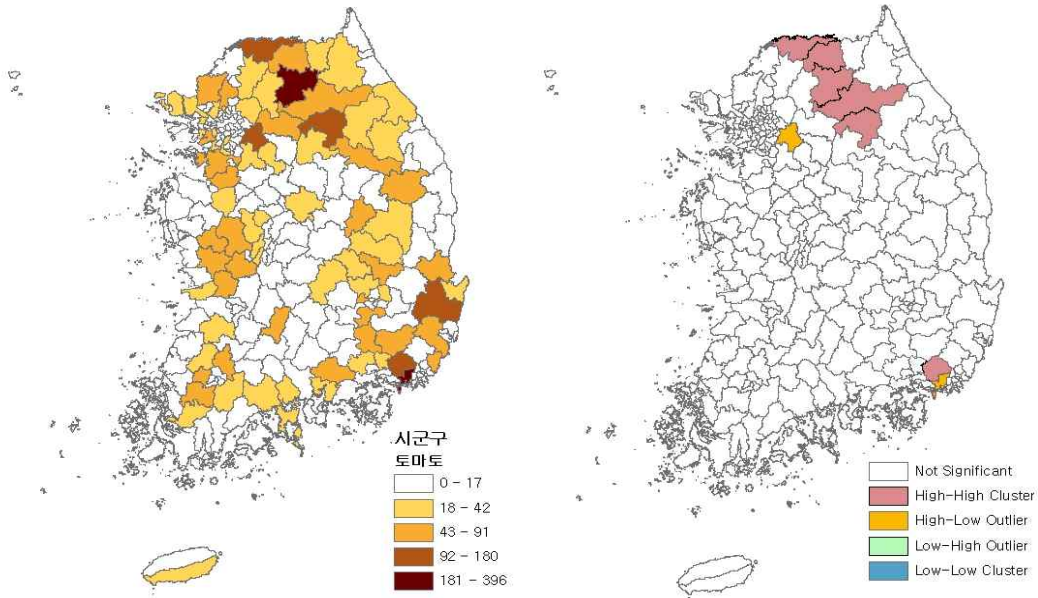 시군구
토마토
0 - 17
18 - 42
43 - 91
92 - 180
181 - 396
Not Significant
High-High Cluster
High-Low Outlier
Low-High Outlier
Low-Low Cluster